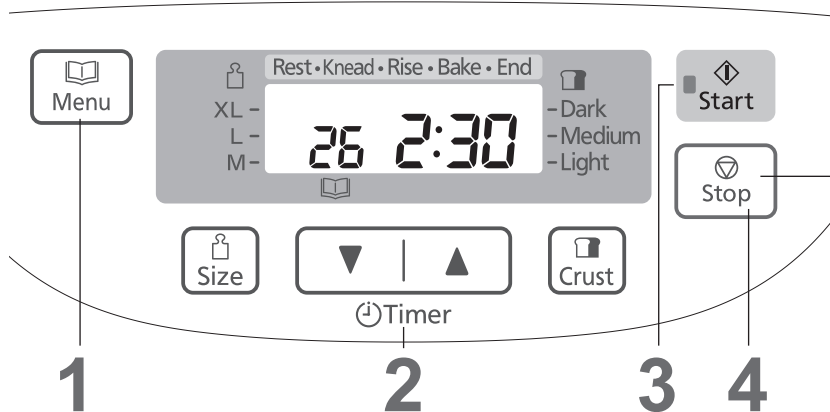 Menu
Rest • Knead • Rise • Bake • End
XL –
L –
M –
26 2:30
– Dark
– Medium
– Light
Start
Stop
Size
▼ | ▲
Crust
Timer
1
2
3
4